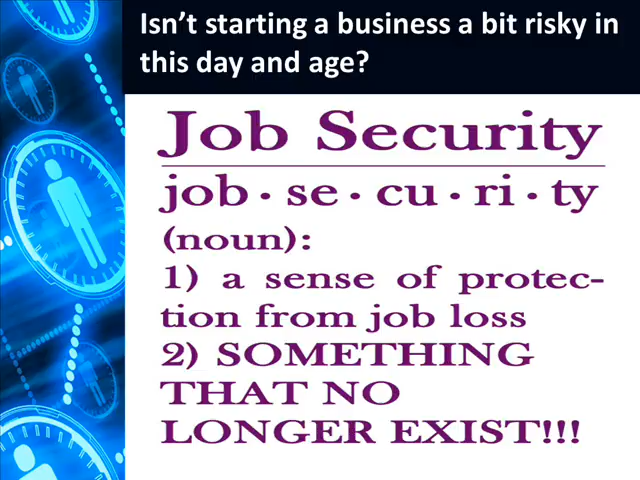 Isn’t starting a business a bit risky in
this day and age?
Job Security
job · se · cu · ri · ty
(noun):
1) a sense of protec-
tion from job loss
2) SOMETHING
THAT NO
LONGER EXIST!!!